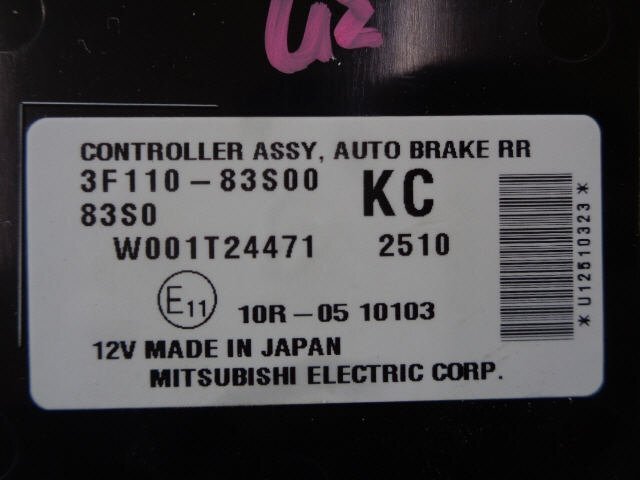 U2
CONTROLLER ASSY, AUTO BRAKE RR
3F110-83S00 KC
83S0
W001T24471 2510
E11 10R-05 10103
12V MADE IN JAPAN
MITSUBISHI ELECTRIC CORP.
*U12510323*